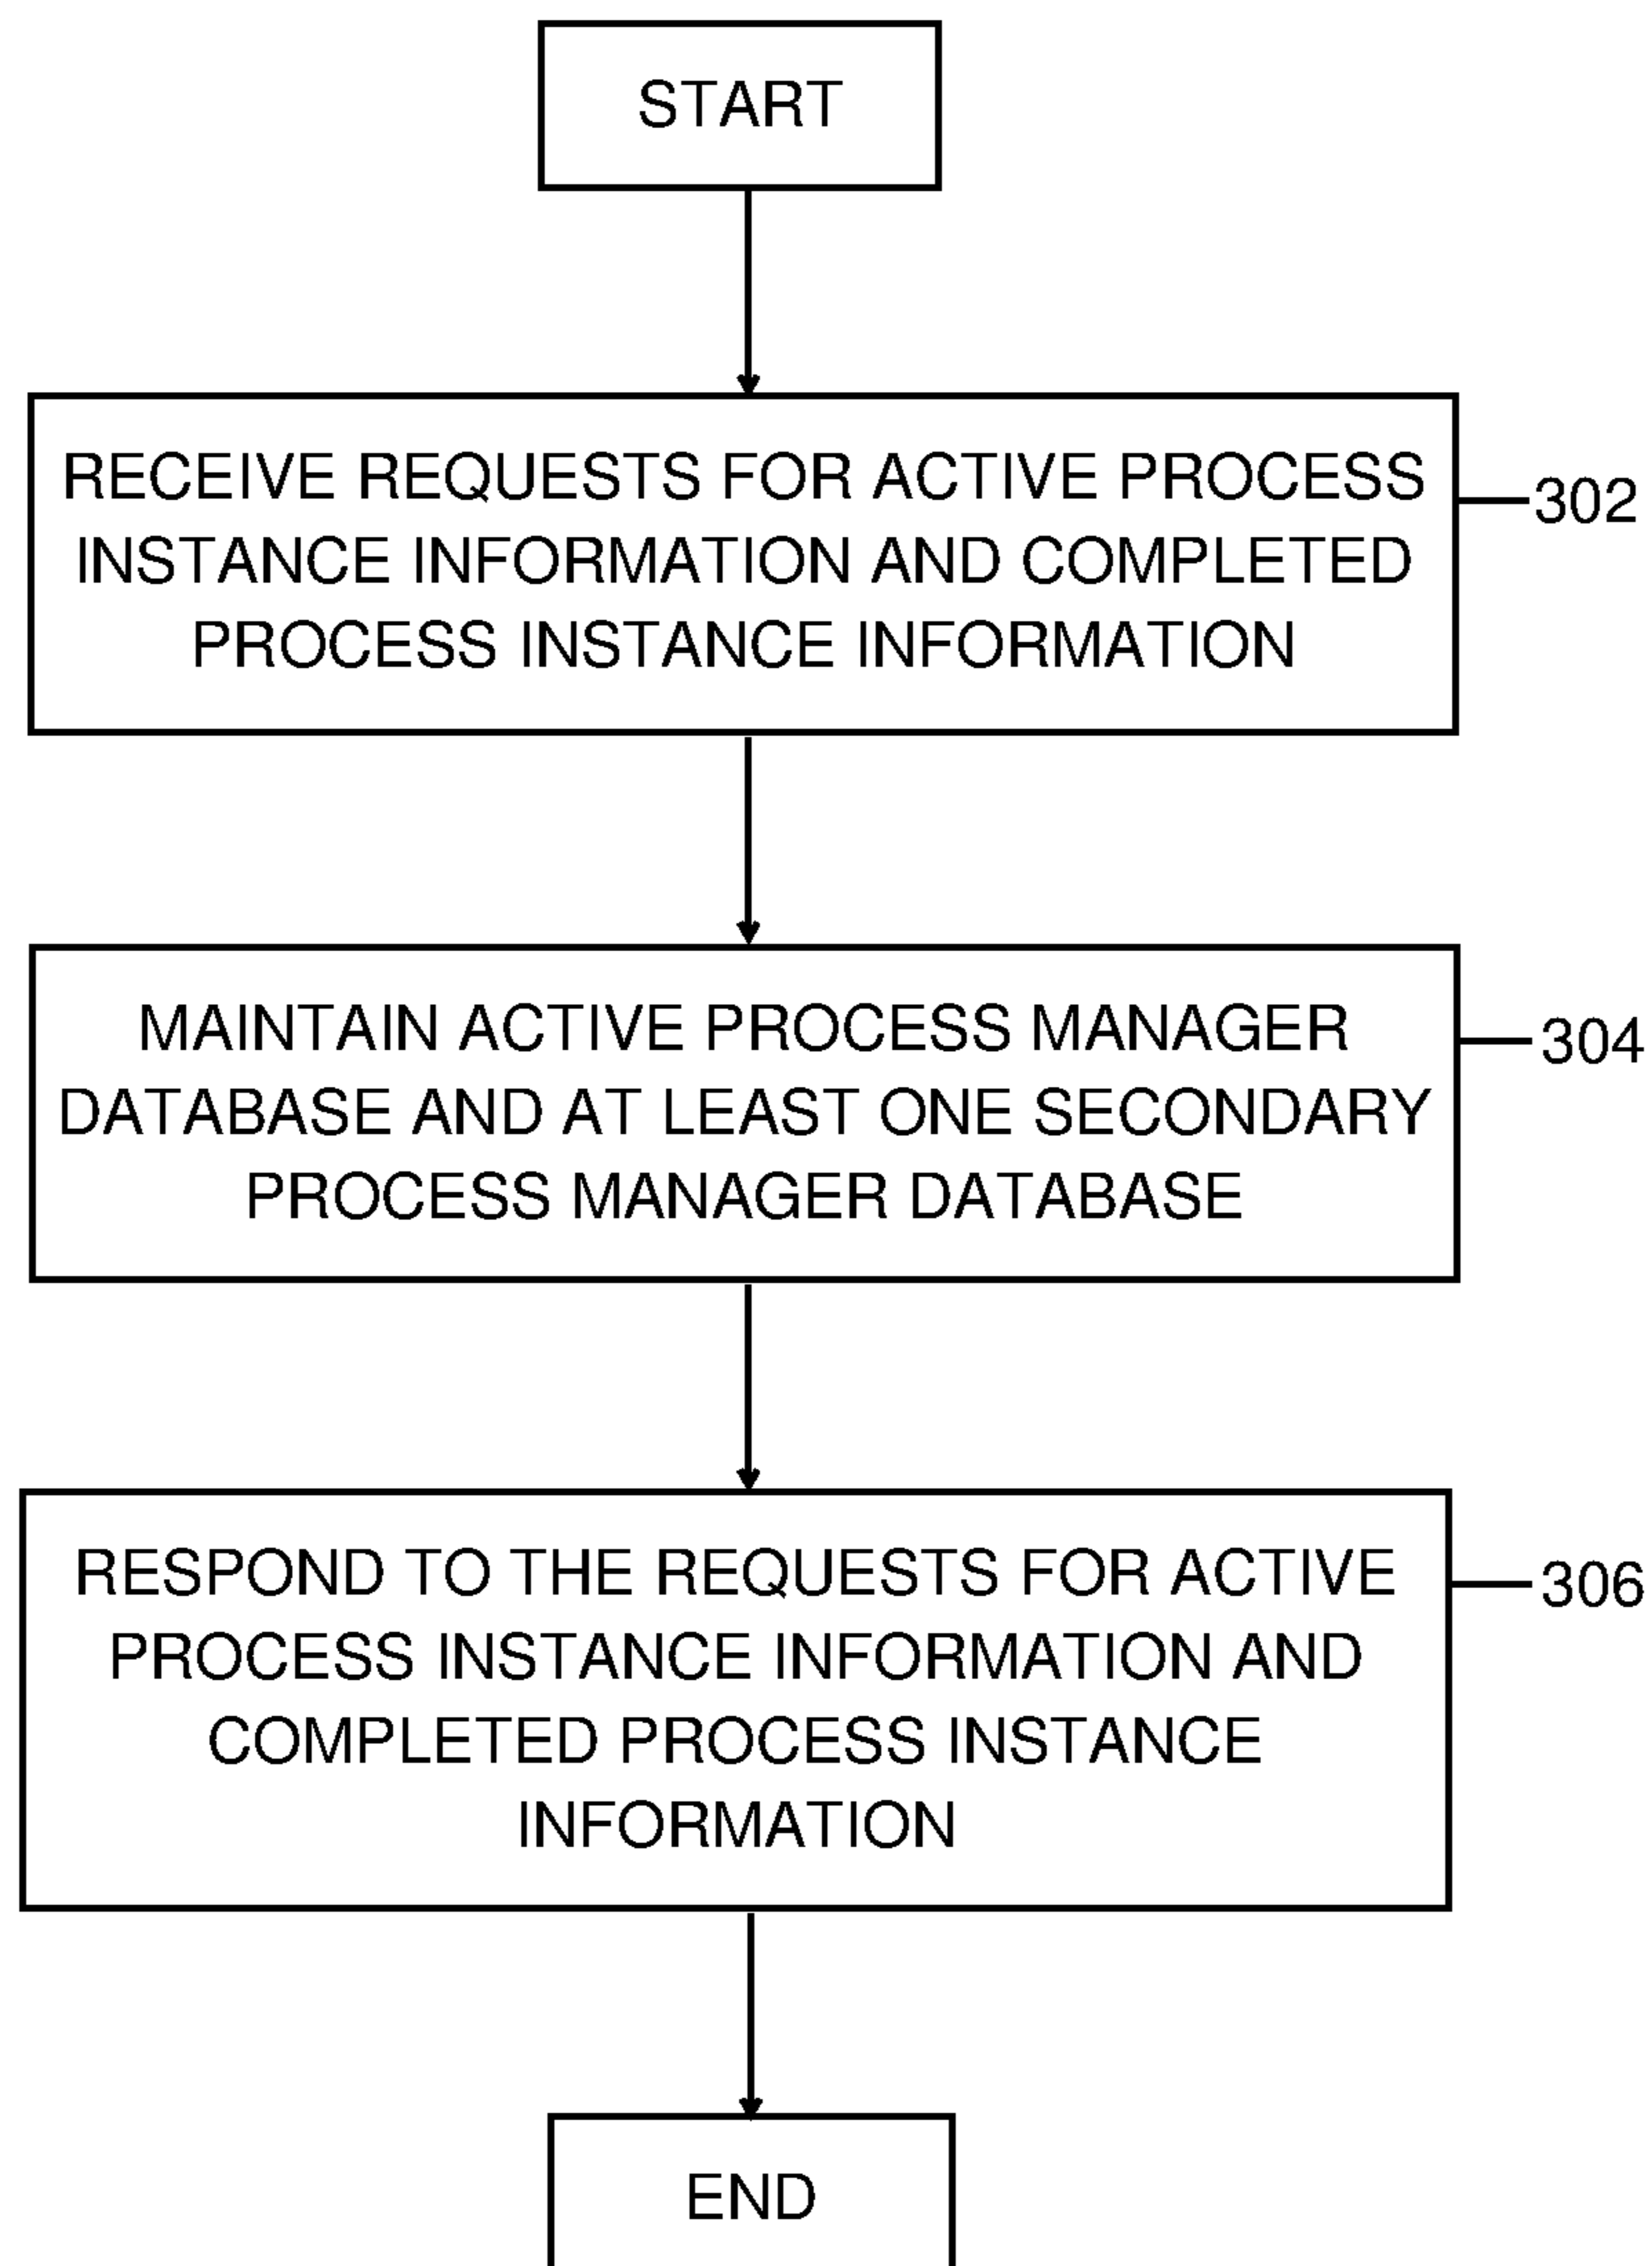 START
RECEIVE REQUESTS FOR ACTIVE PROCESS
INSTANCE INFORMATION AND COMPLETED
PROCESS INSTANCE INFORMATION
302
MAINTAIN ACTIVE PROCESS MANAGER
DATABASE AND AT LEAST ONE SECONDARY
PROCESS MANAGER DATABASE
304
RESPOND TO THE REQUESTS FOR ACTIVE
PROCESS INSTANCE INFORMATION AND
COMPLETED PROCESS INSTANCE
INFORMATION
306
END